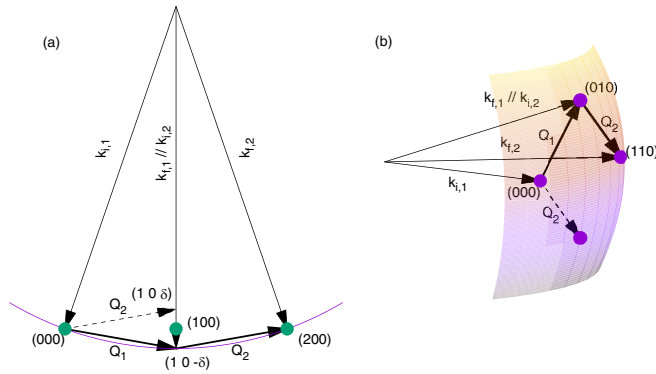 (a)
k_{i,1}
k_{f,1} // k_{i,2}
k_{f,2}
(1 0 δ)
Q_2
(100)
(000)
Q_1
(1 0 -δ)
Q_2
(200)
(b)
k_{f,1} // k_{i,2}
(010)
Q_1
Q_2
k_{f,2}
(110)
k_{i,1}
(000)
Q_2